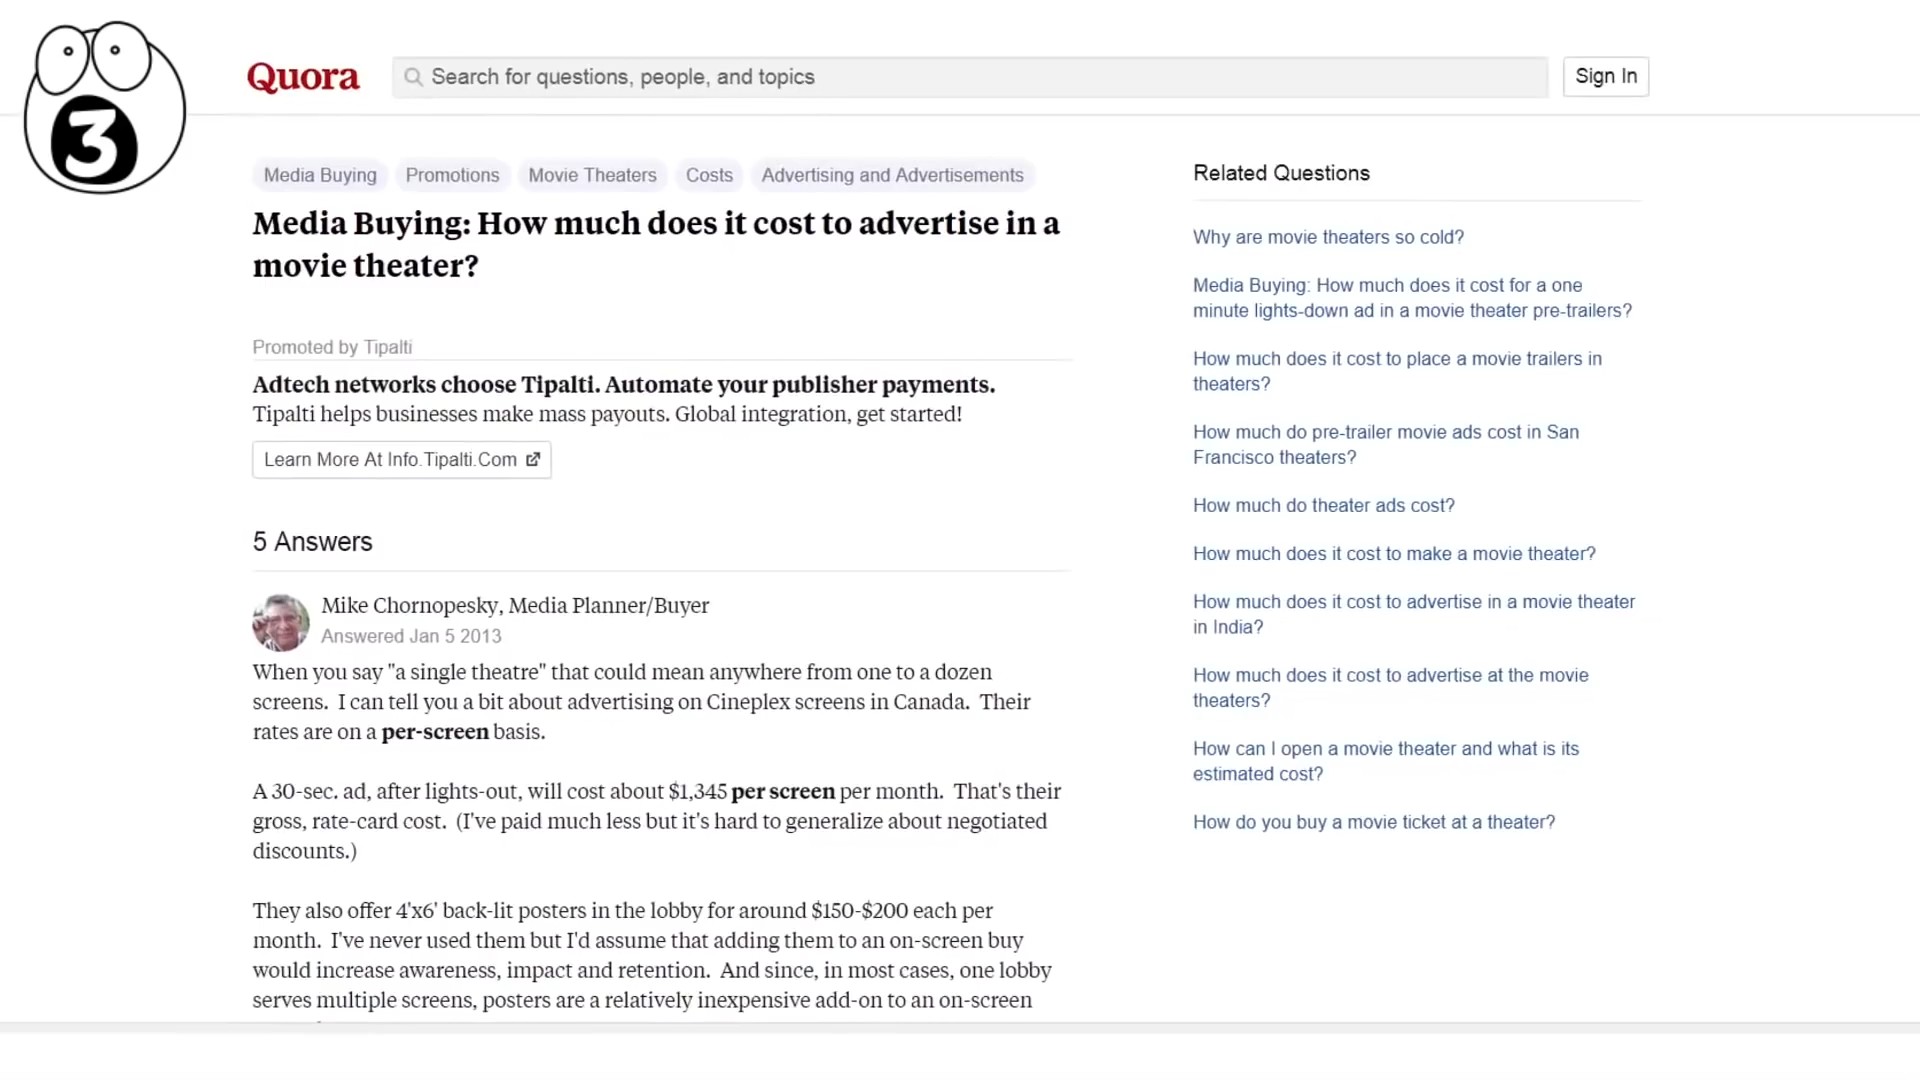 3
Quora
Search for questions, people, and topics
Sign In
Media Buying
Promotions
Movie Theaters
Costs
Advertising and Advertisements
Media Buying: How much does it cost to advertise in a
movie theater?
Promoted by Tipalti
Adtech networks choose Tipalti. Automate your publisher payments.
Tipalti helps businesses make mass payouts. Global integration, get started!
Learn More At Info.Tipalti.Com
5 Answers
Mike Chornopesky, Media Planner/Buyer
Answered Jan 5 2013
When you say "a single theatre" that could mean anywhere from one to a dozen
screens.  I can tell you a bit about advertising on Cineplex screens in Canada.  Their
rates are on a per-screen basis.
A 30-sec. ad, after lights-out, will cost about $1,345 per screen per month.  That's their
gross, rate-card cost.  (I've paid much less but it's hard to generalize about negotiated
discounts.)
They also offer 4'x6' back-lit posters in the lobby for around $150-$200 each per
month.  I've never used them but I'd assume that adding them to an on-screen buy
would increase awareness, impact and retention.  And since, in most cases, one lobby
serves multiple screens, posters are a relatively inexpensive add-on to an on-screen
Related Questions
Why are movie theaters so cold?
Media Buying: How much does it cost for a one
minute lights-down ad in a movie theater pre-trailers?
How much does it cost to place a movie trailers in
theaters?
How much do pre-trailer movie ads cost in San
Francisco theaters?
How much do theater ads cost?
How much does it cost to make a movie theater?
How much does it cost to advertise in a movie theater
in India?
How much does it cost to advertise at the movie
theaters?
How can I open a movie theater and what is its
estimated cost?
How do you buy a movie ticket at a theater?